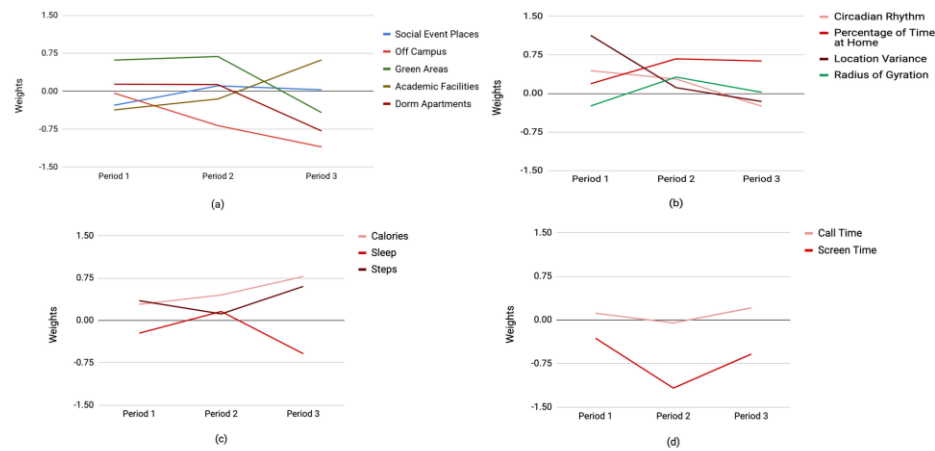 1.50
0.75
0.00
-0.75
-1.50
Weights
Period 1
Period 2
Period 3
Social Event Places
Off Campus
Green Areas
Academic Facilities
Dorm Apartments
(a)
1.50
0.75
0.00
-0.75
-1.50
Weights
Period 1
Period 2
Period 3
Circadian Rhythm
Percentage of Time
at Home
Location Variance
Radius of Gyration
(b)
1.50
0.75
0.00
-0.75
-1.50
Weights
Period 1
Period 2
Period 3
Calories
Sleep
Steps
(c)
1.50
0.75
0.00
-0.75
-1.50
Weights
Period 1
Period 2
Period 3
Call Time
Screen Time
(d)